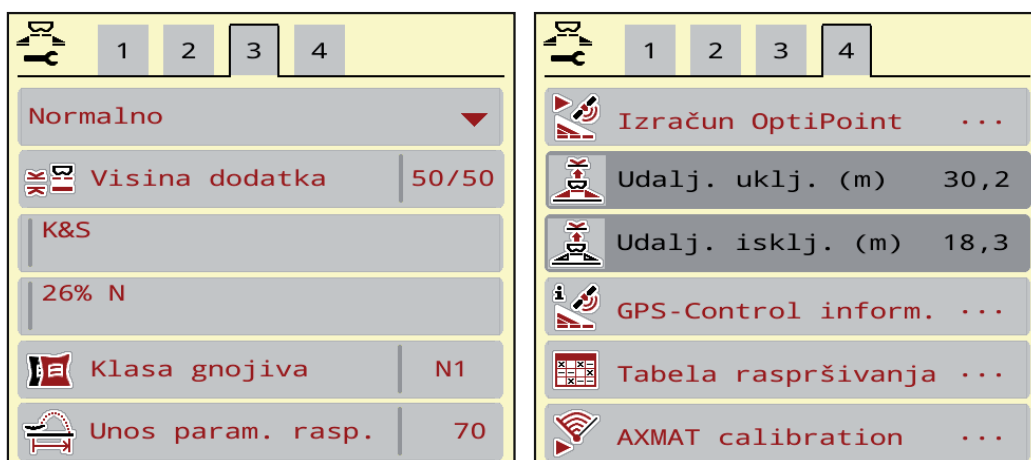 1 2 3 4
Normalno
Visina dodatka 50/50
K&S
26% N
Klasa gnojiva N1
Unos param. rasp. 70
1 2 3 4
Izračun OptiPoint ...
Udalj. uklj. (m) 30,2
Udalj. isklj. (m) 18,3
GPS-Control inform. ...
Tabela raspršivanja ...
AXMAT calibration ...